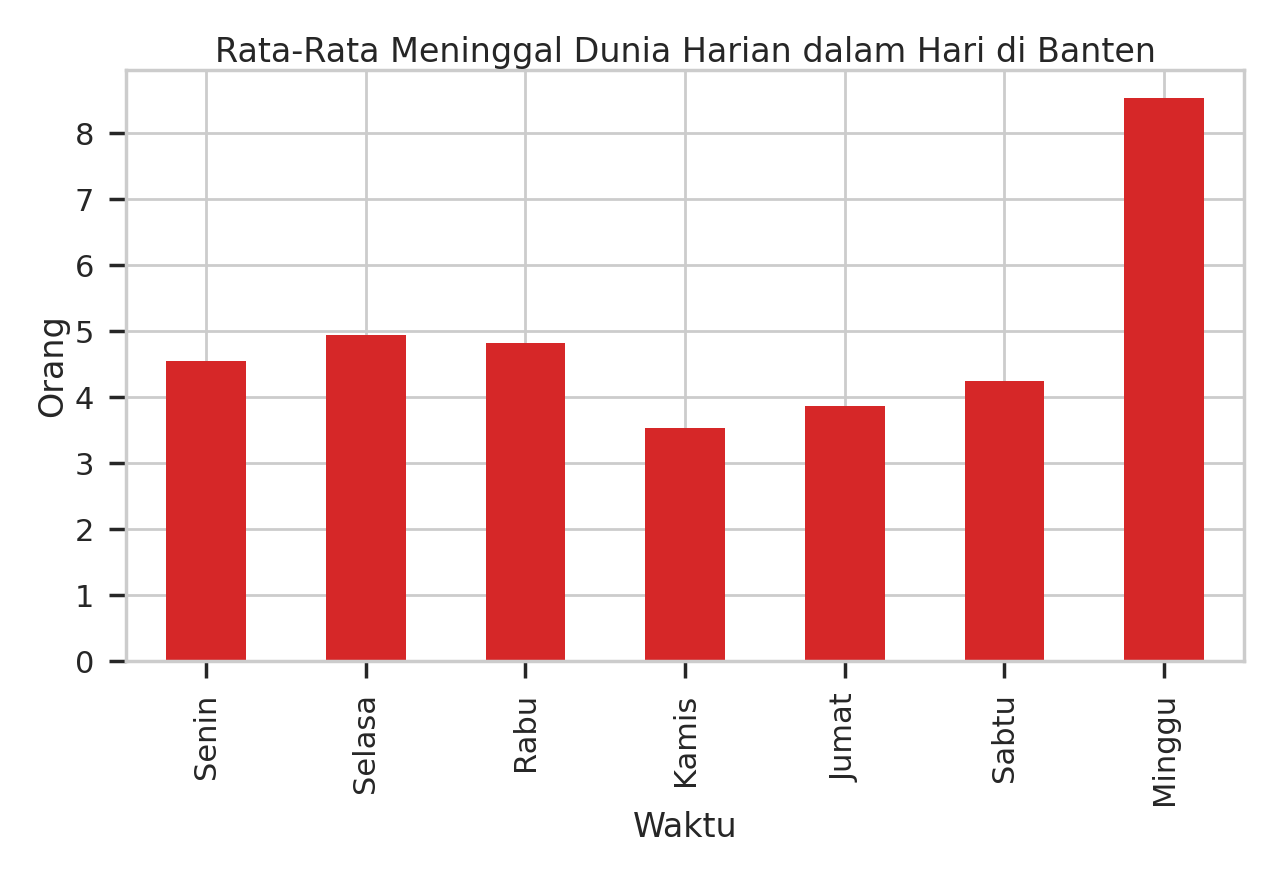 Rata-Rata Meninggal Dunia Harian dalam Hari di Banten
8
7
6
5
4
3
2
1
0
Orang
Senin
Selasa
Rabu
Kamis
Jumat
Sabtu
Minggu
Waktu